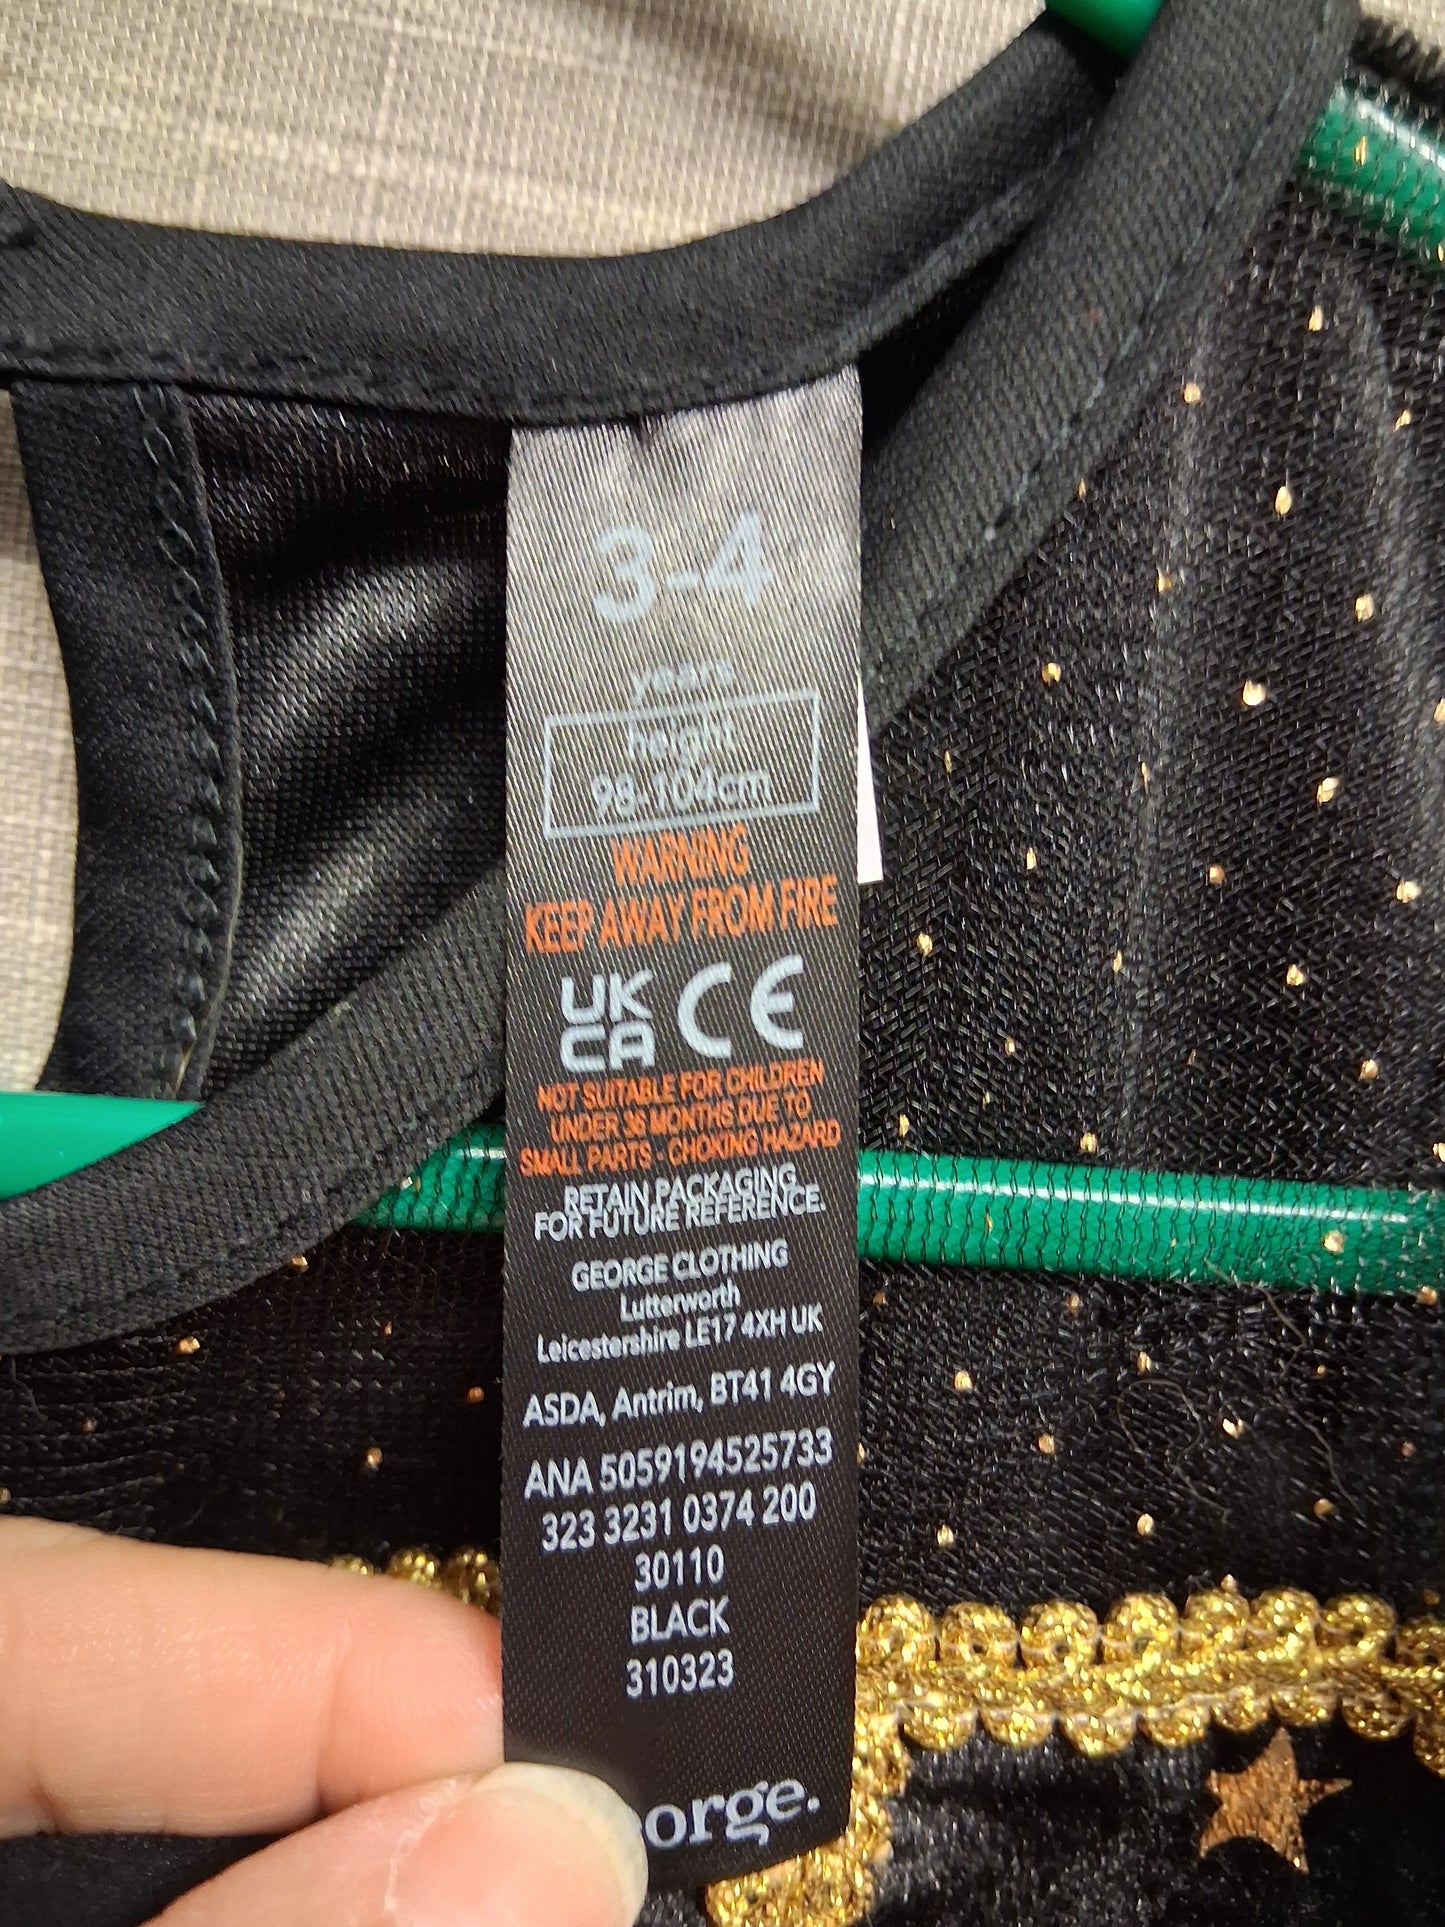 3-4
years
height
98-104cm
WARNING
KEEP AWAY FROM FIRE
UK
CA CE
NOT SUITABLE FOR CHILDREN
UNDER 36 MONTHS DUE TO
SMALL PARTS - CHOKING HAZARD
RETAIN PACKAGING
FOR FUTURE REFERENCE.
GEORGE CLOTHING
Lutterworth
Leicestershire LE17 4XH UK
ASDA, Antrim, BT41 4GY
ANA 5059194525733
323 3231 0374 200
30110
BLACK
310323
orge.